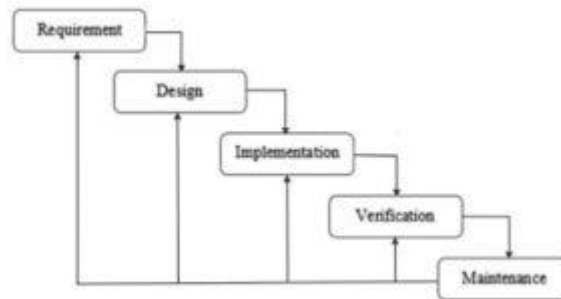 Requirement
Design
Implementation
Verification
Maintenance